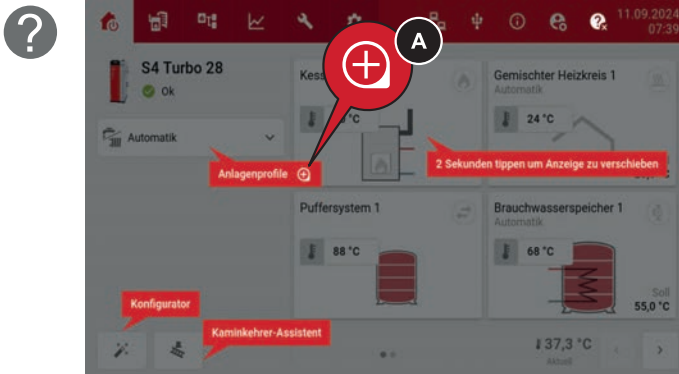 11.09.2024
07:39
A
S4 Turbo 28
Ok
Automatik
Anlagenprofile
Gemischter Heizkreis 1
Automatik
24 °C
2 Sekunden tippen um Anzeige zu verschieben
Puffersystem 1
88 °C
Brauchwasserspeicher 1
Automatik
68 °C
Soll
55,0 °C
Konfigurator
Kaminkehrer-Assistent
37,3 °C
Aktuell